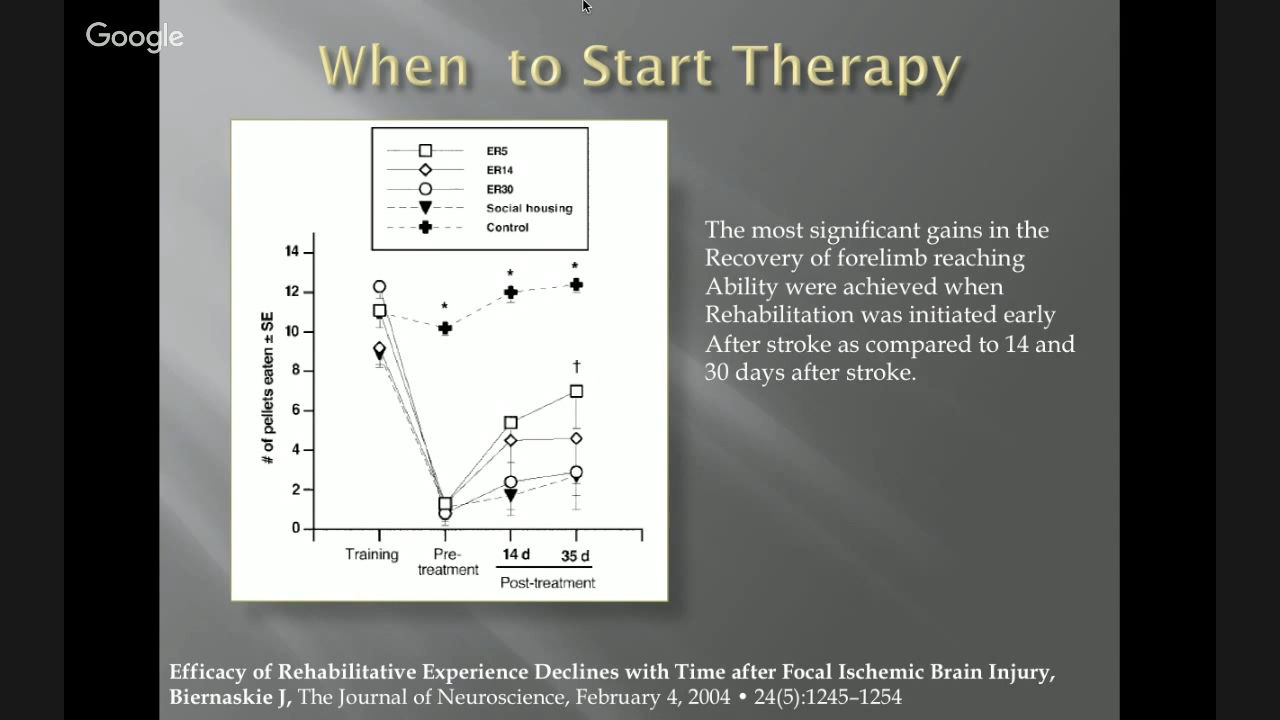 Google
When to Start Therapy
ER5
ER14
ER30
Social housing
Control
# of pellets eaten ± SE
14
12
10
8
6
4
2
0
*
*
*
†
Training
Pre-
treatment
14 d
35 d
Post-treatment
The most significant gains in the
Recovery of forelimb reaching
Ability were achieved when
Rehabilitation was initiated early
After stroke as compared to 14 and
30 days after stroke.
Efficacy of Rehabilitative Experience Declines with Time after Focal Ischemic Brain Injury,
Biernaskie J, The Journal of Neuroscience, February 4, 2004 • 24(5):1245–1254